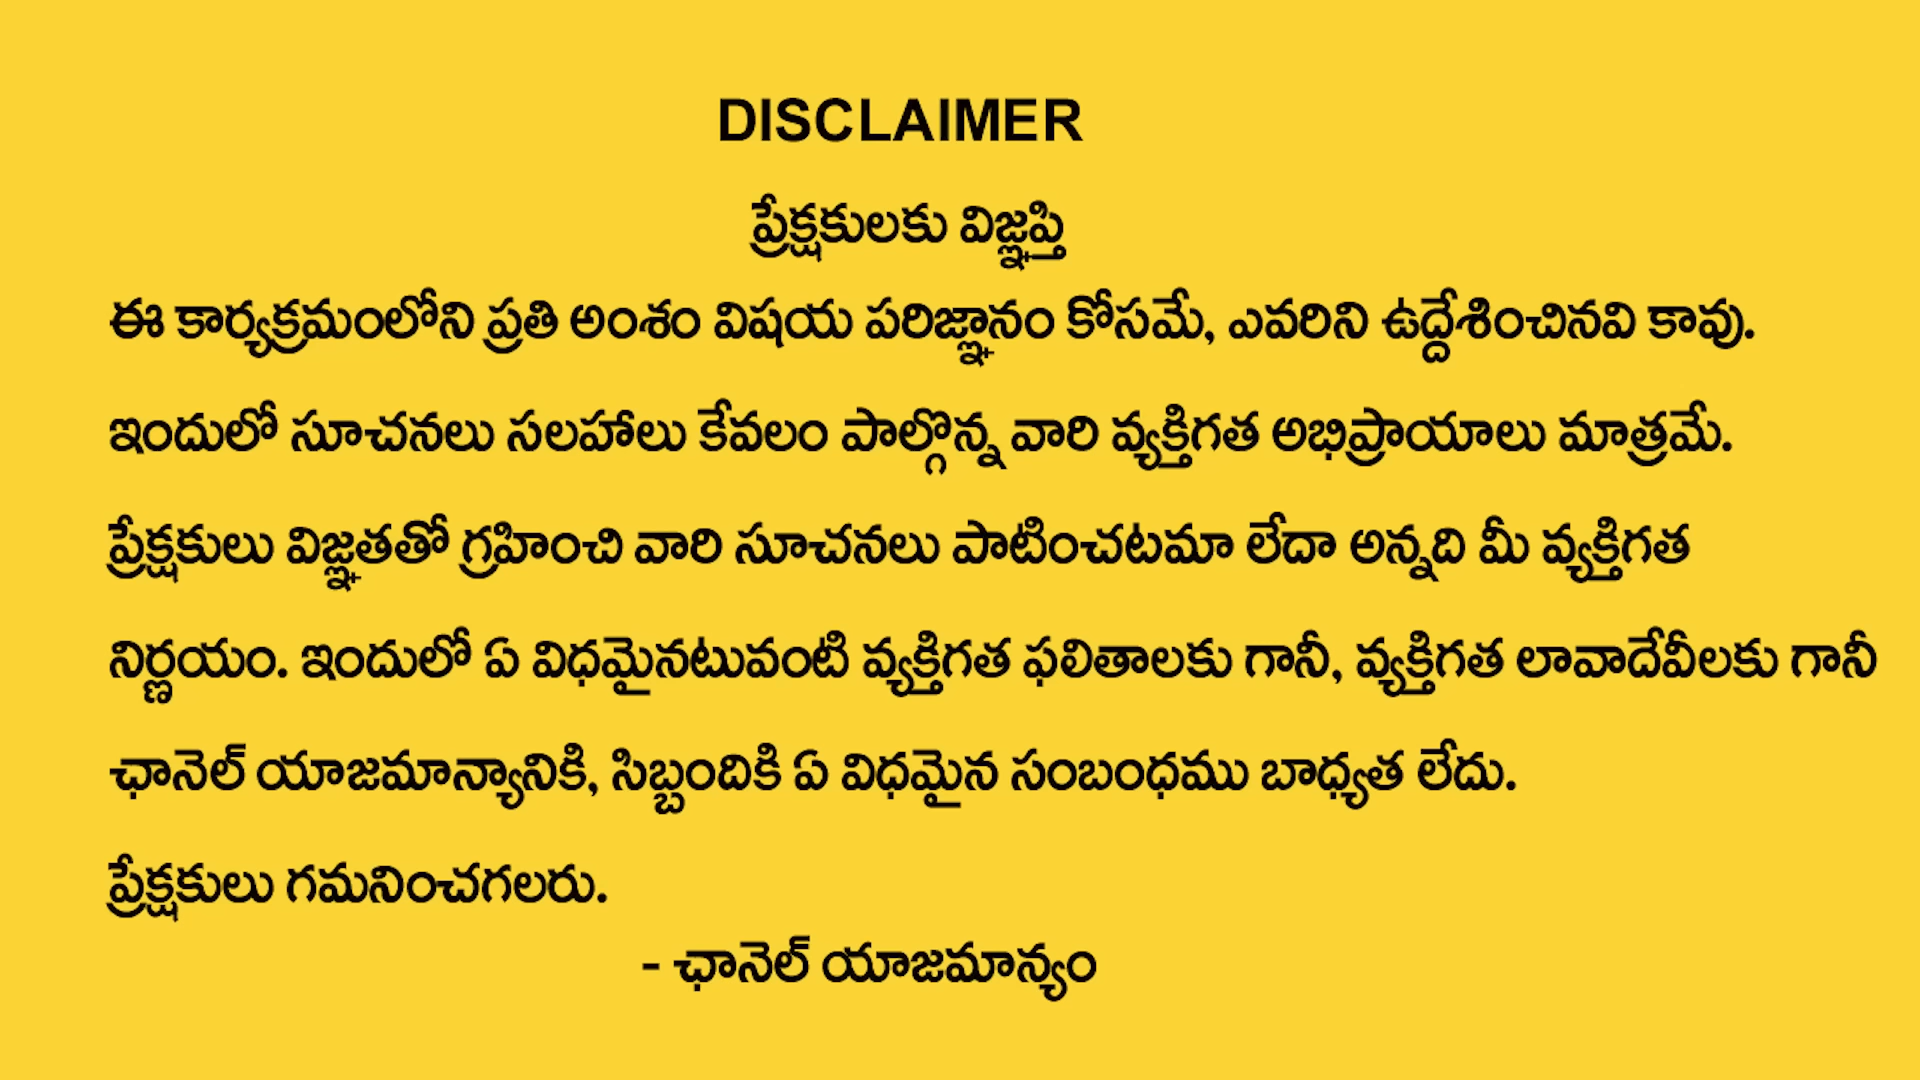 DISCLAIMER
ప్రేక్షకులకు విజ్ఞప్తి
ఈ కార్యక్రమంలోని ప్రతి అంశం విషయ పరిజ్ఞానం కోసమే, ఎవరిని ఉద్దేశించినవి కావు.
ఇందులో సూచనలు సలహాలు కేవలం పాల్గొన్న వారి వ్యక్తిగత అభిప్రాయాలు మాత్రమే.
ప్రేక్షకులు విజ్ఞతతో గ్రహించి వారి సూచనలు పాటించటమా లేదా అన్నది మీ వ్యక్తిగత
నిర్ణయం. ఇందులో ఏ విధమైనటువంటి వ్యక్తిగత ఫలితాలకు గానీ, వ్యక్తిగత లావాదేవీలకు గానీ
ఛానెల్ యాజమాన్యానికి, సిబ్బందికి ఏ విధమైన సంబంధము బాధ్యత లేదు.
ప్రేక్షకులు గమనించగలరు.
- ఛానెల్ యాజమాన్యం